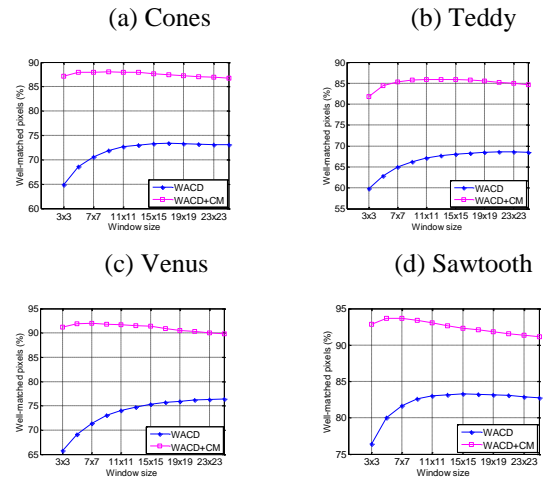 (a) Cones
(b) Teddy
90
85
80
75
70
65
60
Well-matched pixels (%)
WACD
WACD+CM
3x3 7x7 11x11 15x15 19x19 23x23
Window size
90
85
80
75
70
65
60
55
Well-matched pixels (%)
WACD
WACD+CM
3x3 7x7 11x11 15x15 19x19 23x23
Window size
(c) Venus
(d) Sawtooth
95
90
85
80
75
70
65
Well-matched pixels (%)
WACD
WACD+CM
3x3 7x7 11x11 15x15 19x19 23x23
Window size
95
90
85
80
75
Well-matched pixels (%)
WACD
WACD+CM
3x3 7x7 11x11 15x15 19x19 23x23
Window size